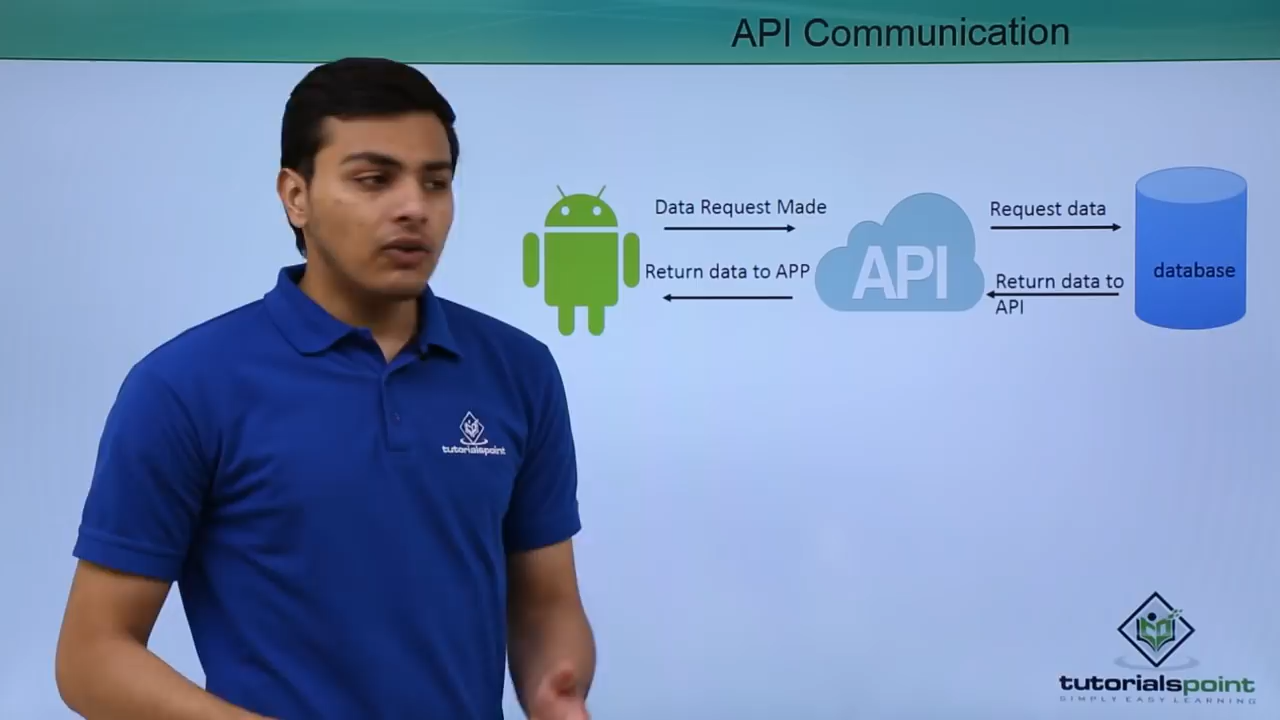 API Communication
Data Request Made
Request data
Return data to APP
Return data to
API
API
database
tutorialspoint
tutorialspoint
SIMPLY EASY LEARNING